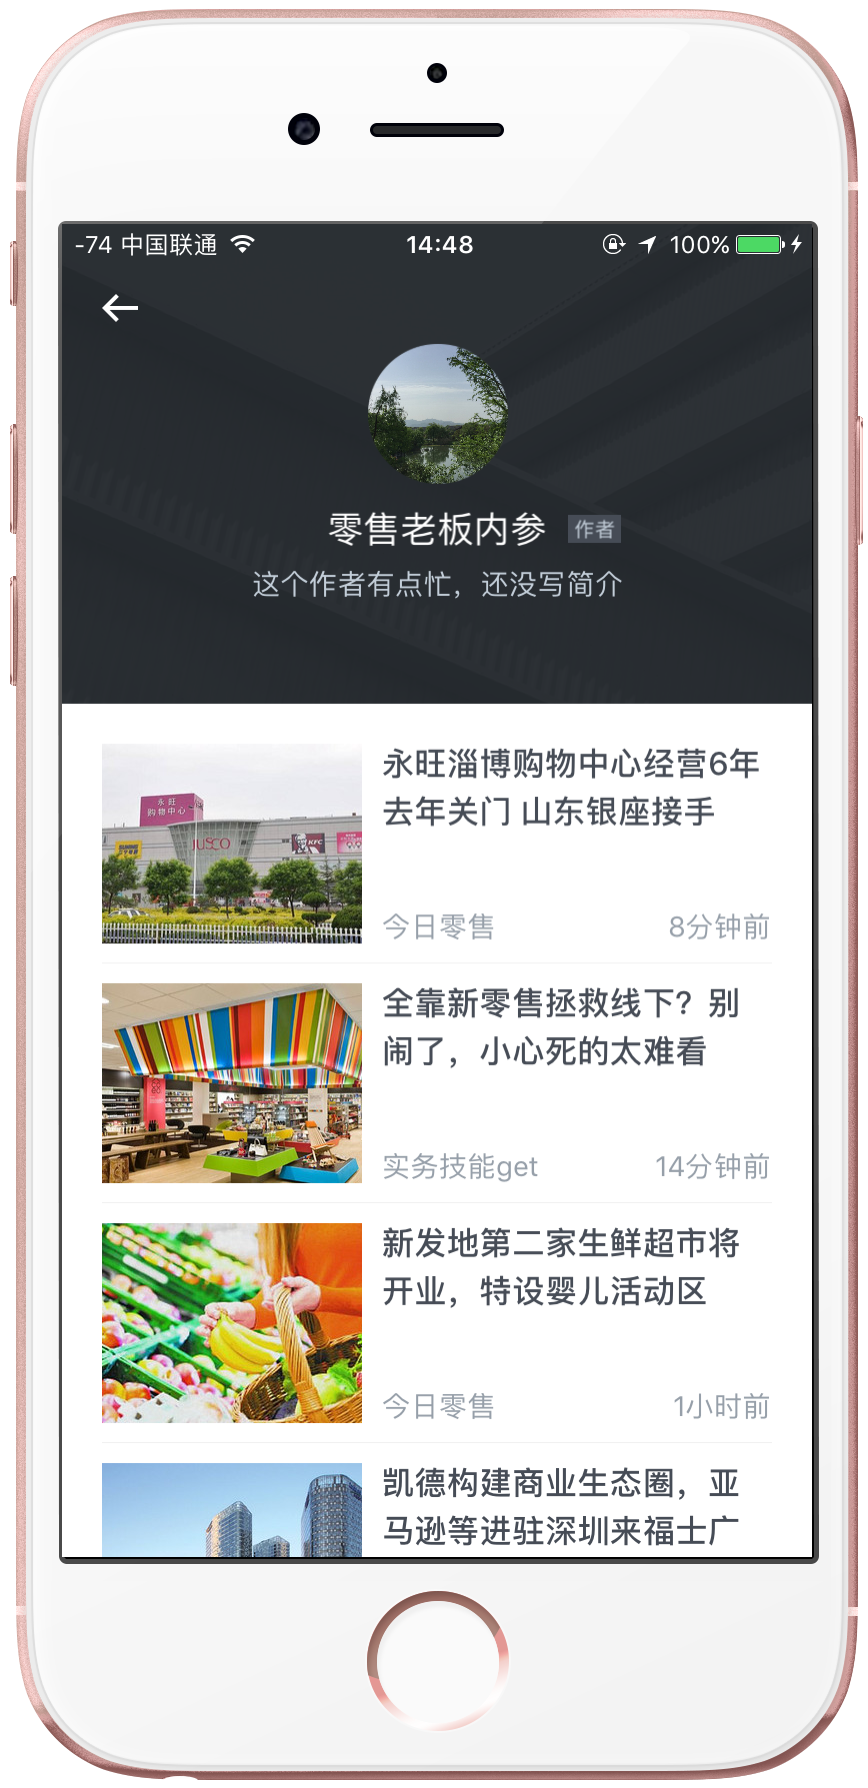 -74 中国联通 14:48 100%
零售老板内参 作者
这个作者有点忙，还没写简介
永旺淄博购物中心经营6年
去年关门 山东银座接手
永旺
购物中心
JUSCO
KFC
今日零售 8分钟前
全靠新零售拯救线下？别
闹了，小心死的太难看
实务技能get 14分钟前
新发地第二家生鲜超市将
开业，特设婴儿活动区
今日零售 1小时前
凯德构建商业生态圈，亚
马逊等进驻深圳来福士广